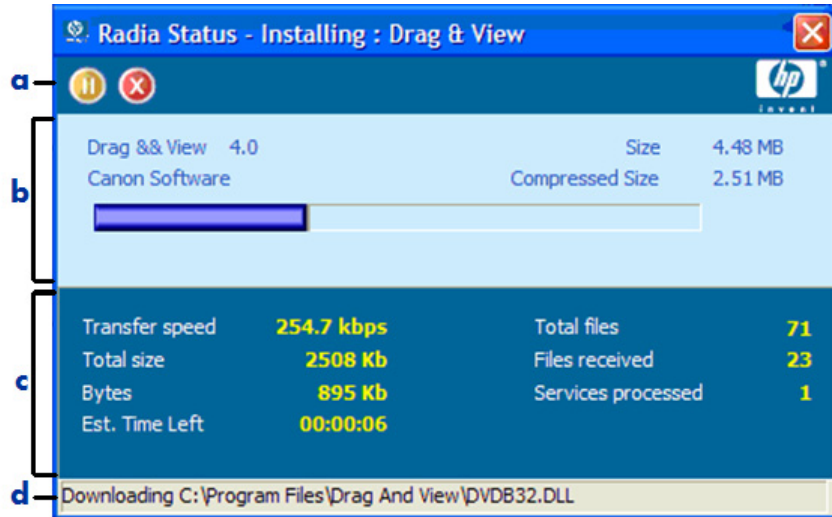 Radia Status - Installing : Drag & View
a
hp
invent
b
Drag && View 4.0 Size 4.48 MB
Canon Software Compressed Size 2.51 MB
c
Transfer speed 254.7 kbps Total files 71
Total size 2508 Kb Files received 23
Bytes 895 Kb Services processed 1
Est. Time Left 00:00:06
d
Downloading C:\Program Files\Drag And View\DVDB32.DLL